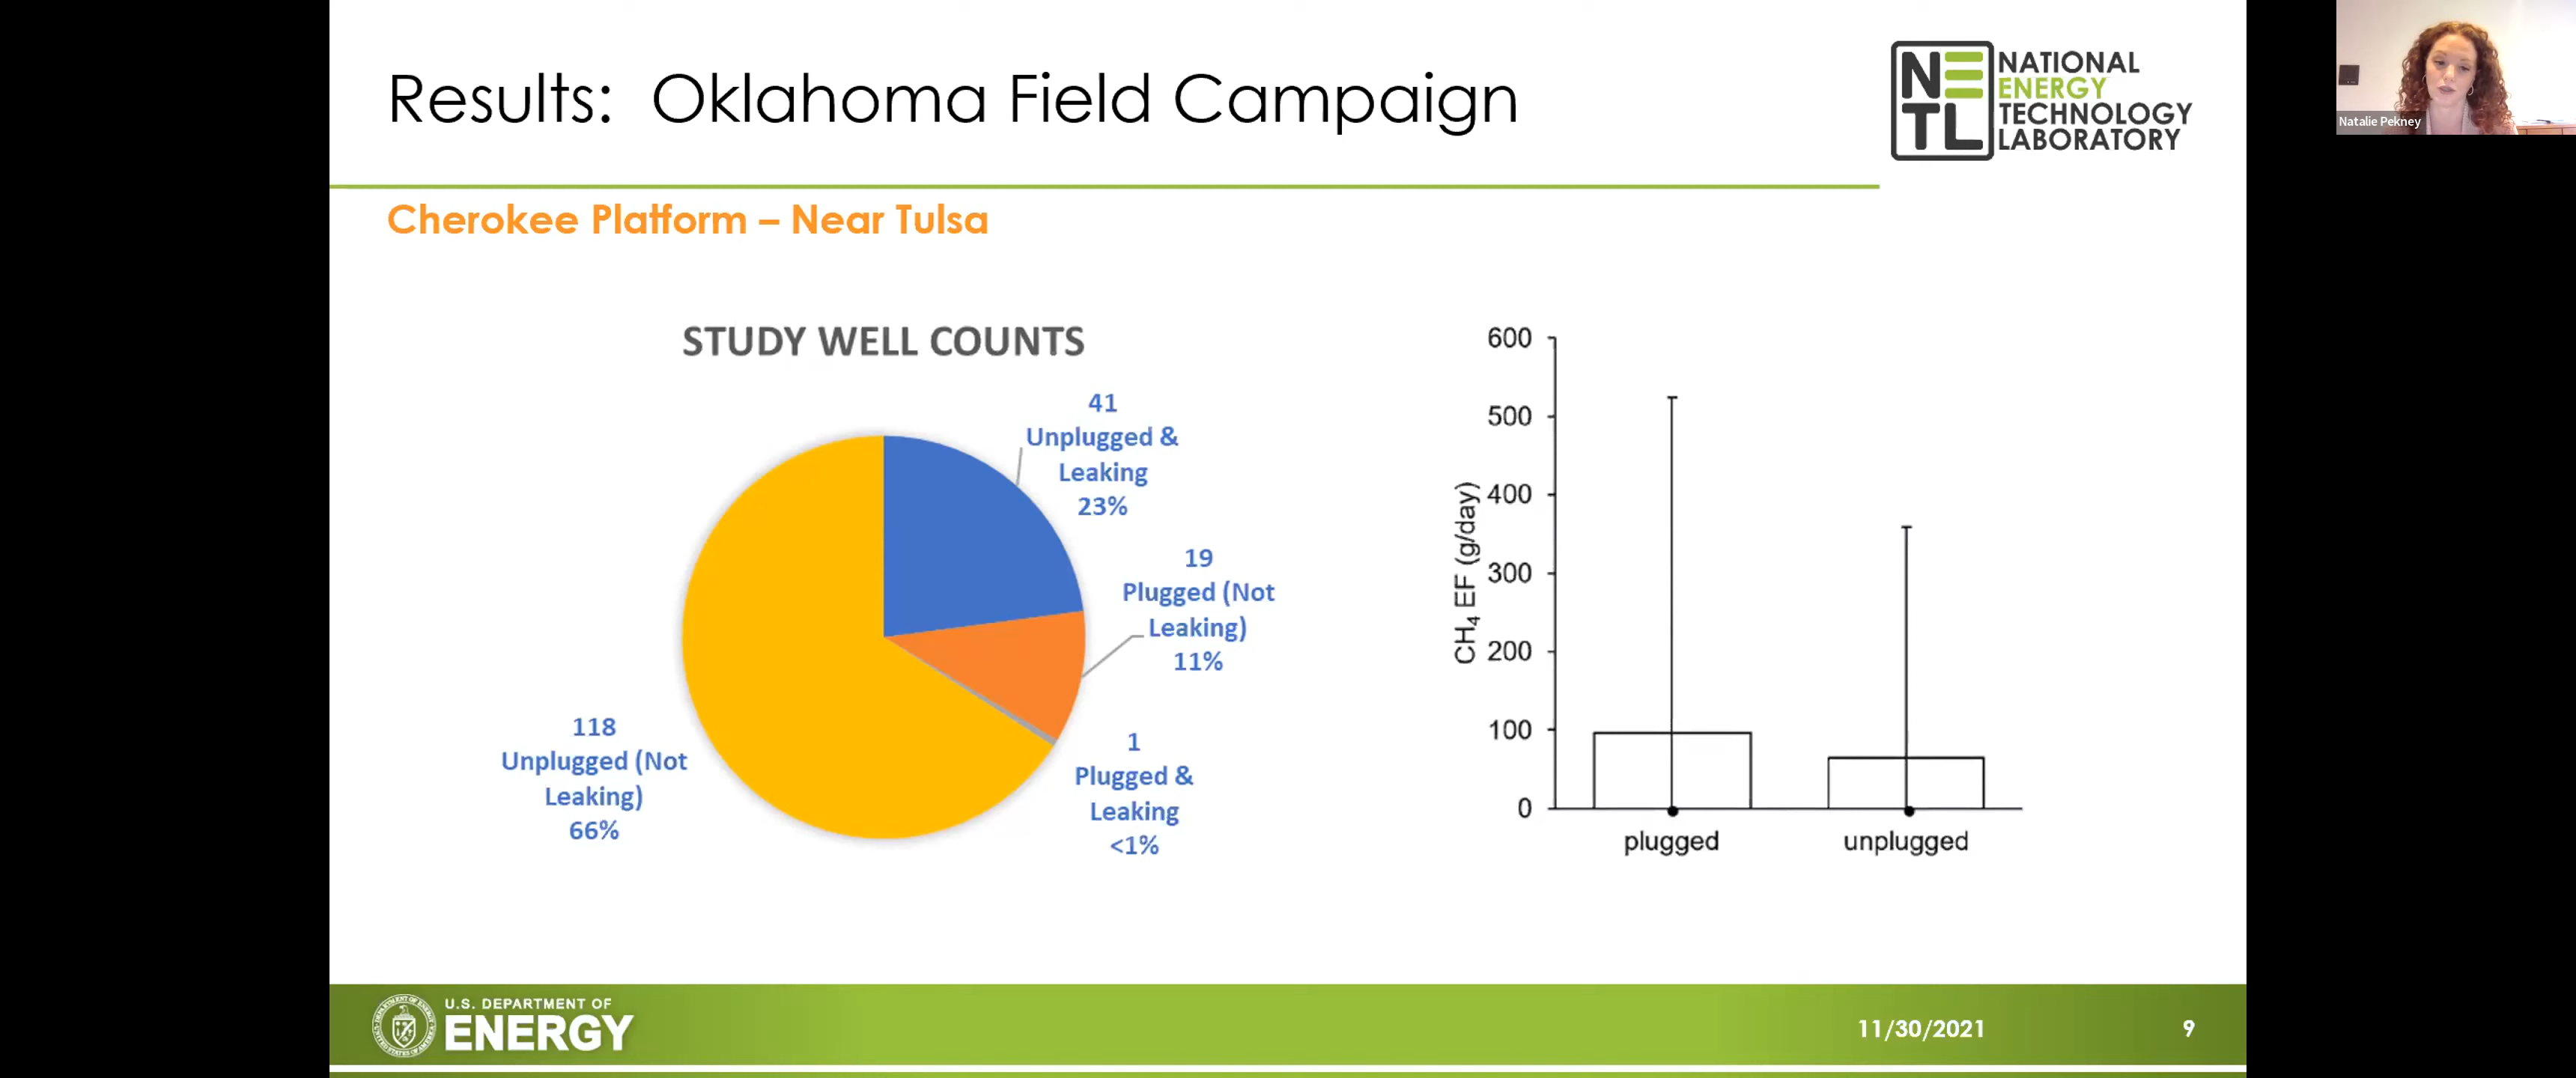 Results: Oklahoma Field Campaign
NETL
NATIONAL
ENERGY
TECHNOLOGY
LABORATORY
Natalie Pekney
Cherokee Platform – Near Tulsa
STUDY WELL COUNTS
41
Unplugged &
Leaking
23%
19
Plugged (Not
Leaking)
11%
1
Plugged &
Leaking
<1%
118
Unplugged (Not
Leaking)
66%
CH₄ EF (g/day)
600
500
400
300
200
100
0
plugged
unplugged
U.S. DEPARTMENT OF
ENERGY
11/30/2021
9